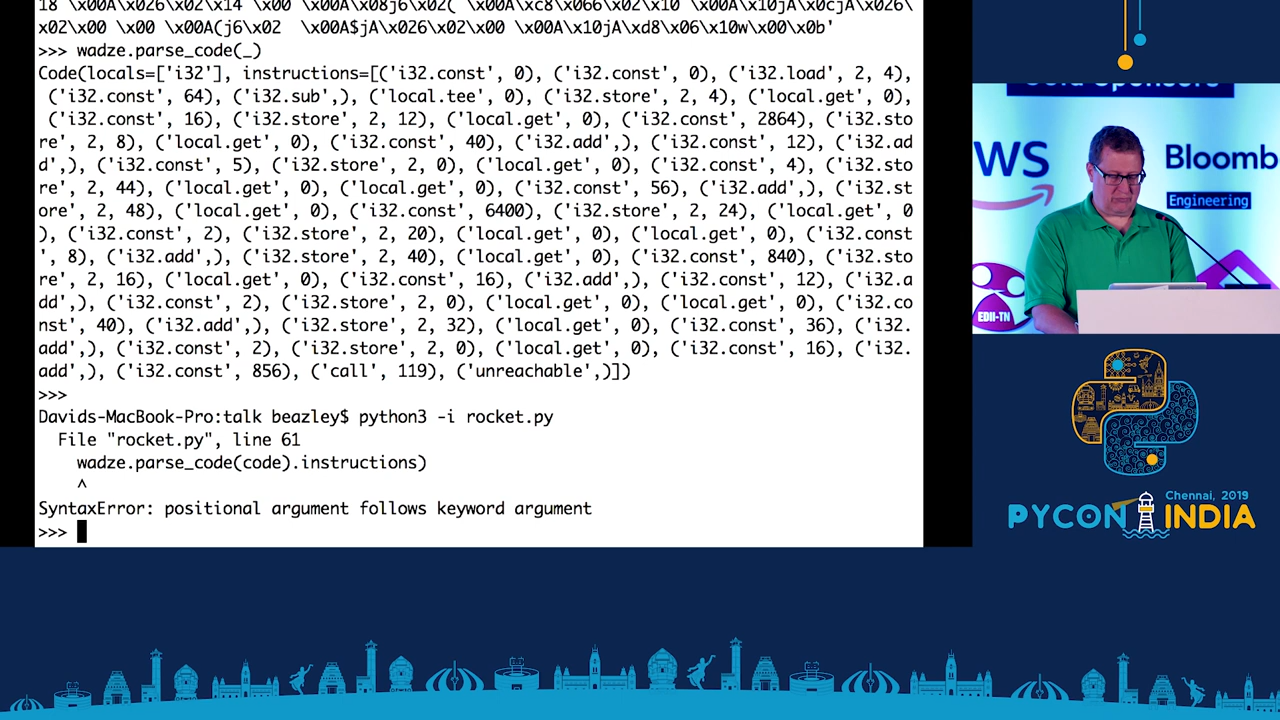 18 \x00A\x026\x02\x14 \x00 \x00A\x08j6\x02( \x00A\xc8\x066\x02\x10 \x00A\x10jA\x0cjA\x026\
\x02\x00 \x00 \x00A(j6\x02  \x00A$jA\x026\x02\x00 \x00A\x10jA\xd8\x06\x10w\x00\x0b'
>>> wadze.parse_code(_)
Code(locals=['i32'], instructions=[('i32.const', 0), ('i32.const', 0), ('i32.load', 2, 4),
('i32.const', 64), ('i32.sub',), ('local.tee', 0), ('i32.store', 2, 4), ('local.get', 0),
('i32.const', 16), ('i32.store', 2, 12), ('local.get', 0), ('i32.const', 2864), ('i32.sto
re', 2, 8), ('local.get', 0), ('i32.const', 40), ('i32.add',), ('i32.const', 12), ('i32.ad
d',), ('i32.const', 5), ('i32.store', 2, 0), ('local.get', 0), ('i32.const', 4), ('i32.sto
re', 2, 44), ('local.get', 0), ('local.get', 0), ('i32.const', 56), ('i32.add',), ('i32.st
ore', 2, 48), ('local.get', 0), ('i32.const', 6400), ('i32.store', 2, 24), ('local.get', 0
), ('i32.const', 2), ('i32.store', 2, 20), ('local.get', 0), ('local.get', 0), ('i32.const
', 8), ('i32.add',), ('i32.store', 2, 40), ('local.get', 0), ('i32.const', 840), ('i32.sto
re', 2, 16), ('local.get', 0), ('i32.const', 16), ('i32.add',), ('i32.const', 12), ('i32.a
dd',), ('i32.const', 2), ('i32.store', 2, 0), ('local.get', 0), ('local.get', 0), ('i32.co
nst', 40), ('i32.add',), ('i32.store', 2, 32), ('local.get', 0), ('i32.const', 36), ('i32.
add',), ('i32.const', 2), ('i32.store', 2, 0), ('local.get', 0), ('i32.const', 16), ('i32.
add',), ('i32.const', 856), ('call', 119), ('unreachable',)])
>>>
Davids-MacBook-Pro:talk beazley$ python3 -i rocket.py
File "rocket.py", line 61
wadze.parse_code(code).instructions)
^
SyntaxError: positional argument follows keyword argument
>>>
Gold Sponsors
WS
Bloomb
Engineering
EDII-TN
Chennai, 2019
PYCON INDIA